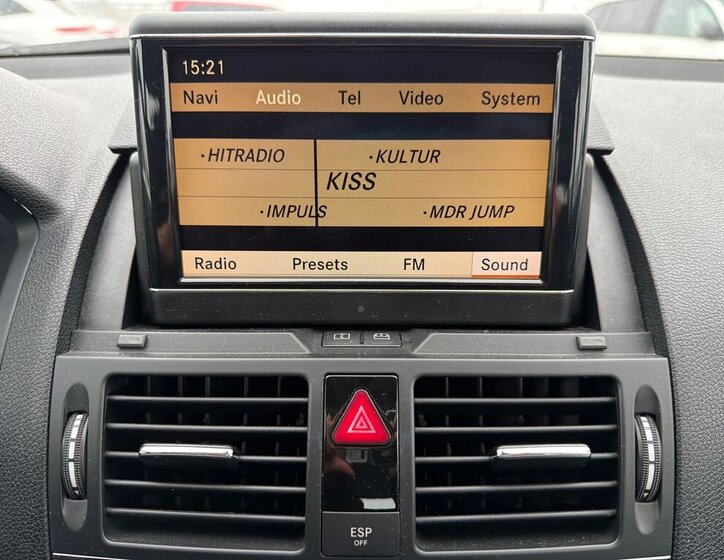 15:21
Navi Audio Tel Video System
·HITRADIO ·KULTUR
KISS
·IMPULS ·MDR JUMP
Radio Presets FM Sound
ESP
OFF